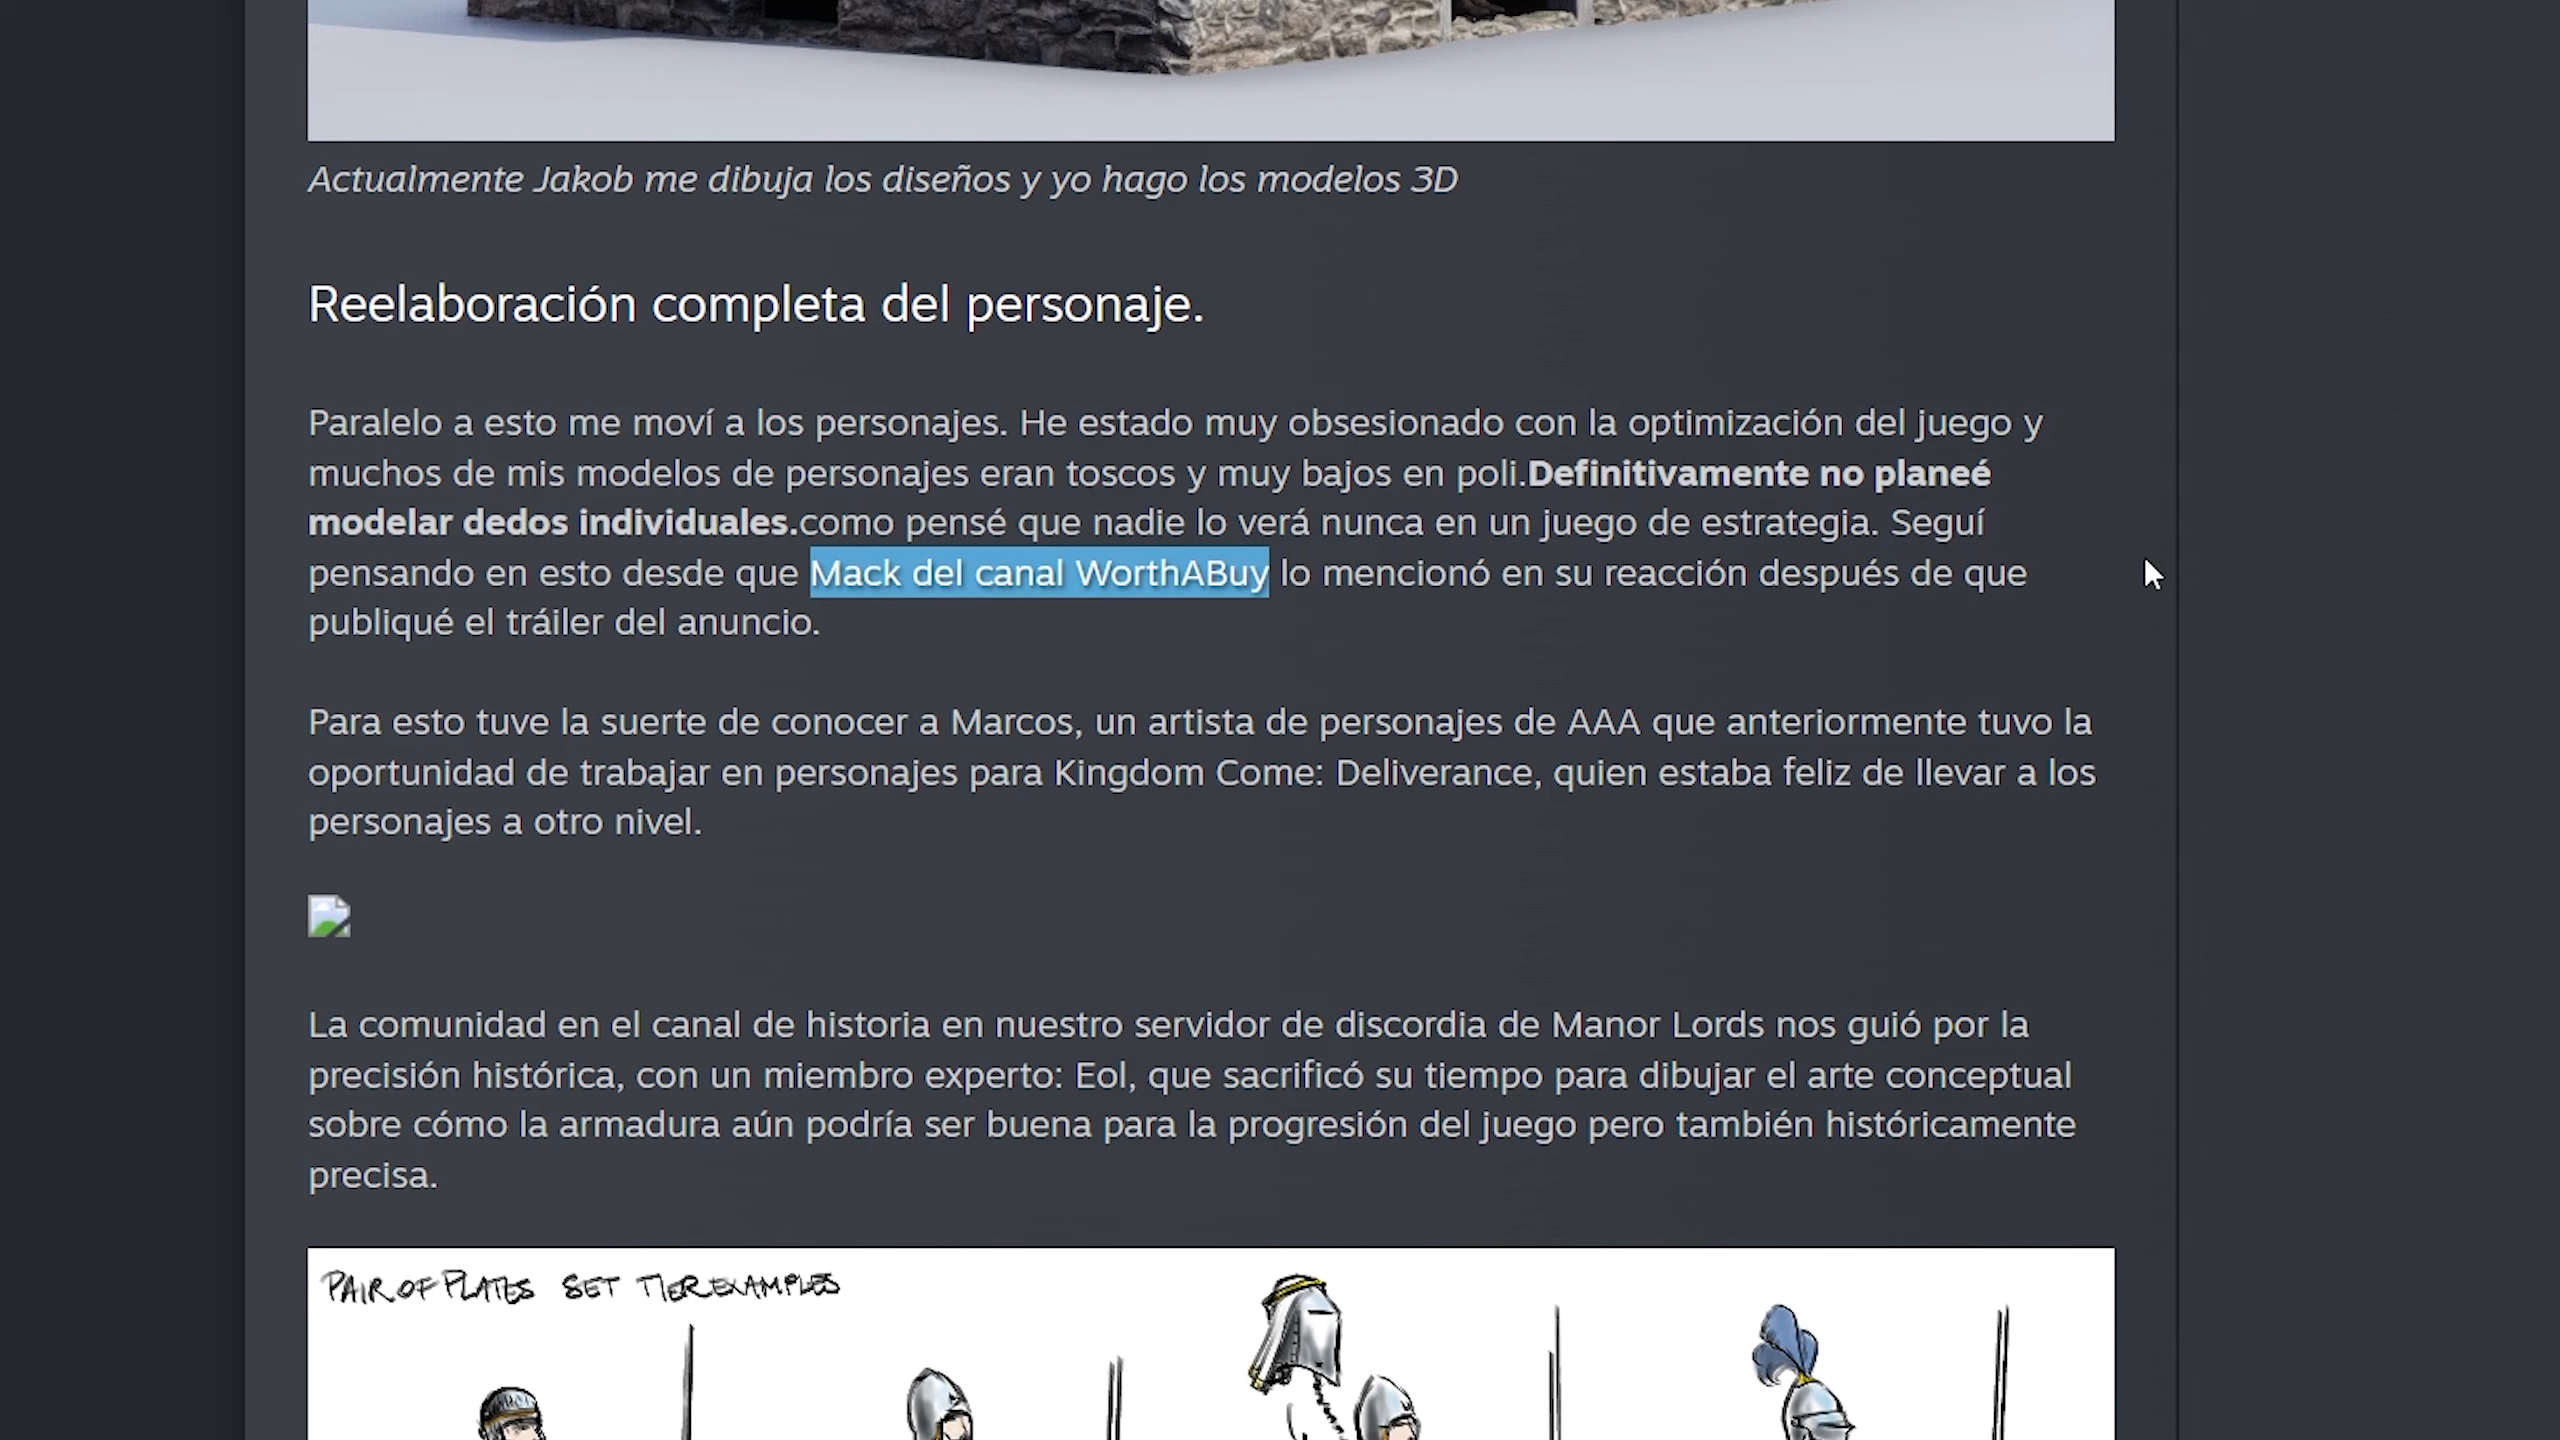 Actualmente Jakob me dibuja los diseños y yo hago los modelos 3D
Reelaboración completa del personaje.
Paralelo a esto me moví a los personajes. He estado muy obsesionado con la optimización del juego y
muchos de mis modelos de personajes eran toscos y muy bajos en poli.Definitivamente no planeé
modelar dedos individuales.como pensé que nadie lo verá nunca en un juego de estrategia. Seguí
pensando en esto desde que Mack del canal WorthABuy lo mencionó en su reacción después de que
publiqué el tráiler del anuncio.
Para esto tuve la suerte de conocer a Marcos, un artista de personajes de AAA que anteriormente tuvo la
oportunidad de trabajar en personajes para Kingdom Come: Deliverance, quien estaba feliz de llevar a los
personajes a otro nivel.
La comunidad en el canal de historia en nuestro servidor de discordia de Manor Lords nos guió por la
precisión histórica, con un miembro experto: Eol, que sacrificó su tiempo para dibujar el arte conceptual
sobre cómo la armadura aún podría ser buena para la progresión del juego pero también históricamente
precisa.
PAIR OF PLATES SET TIER EXAMPLES